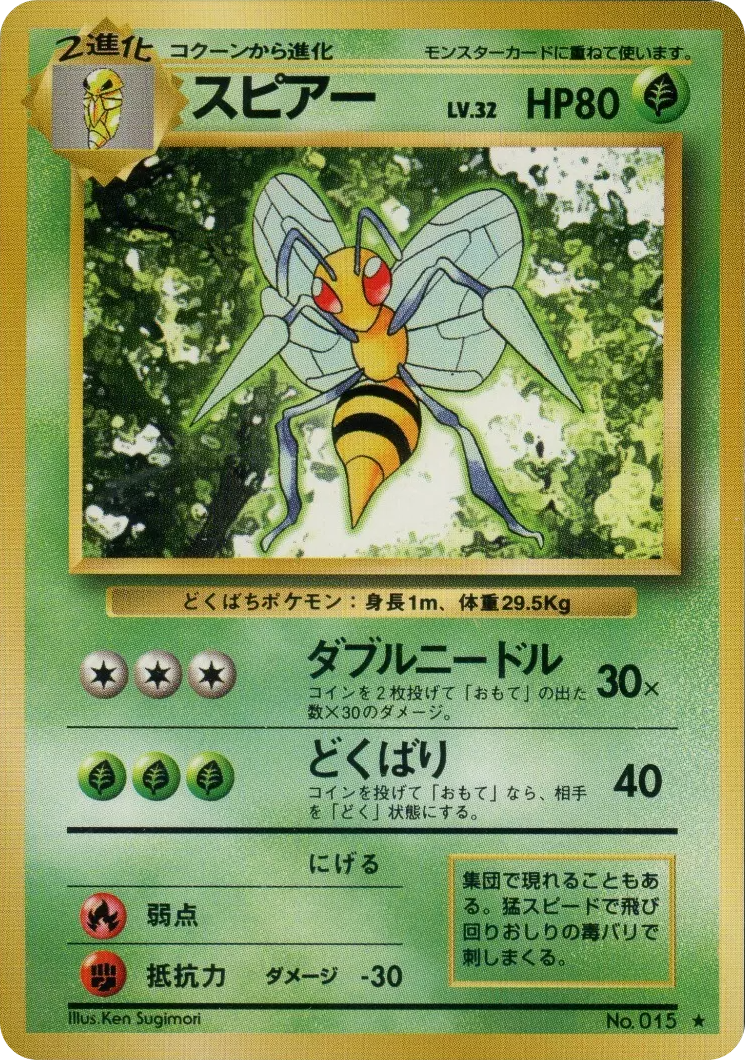 2進化
コクーンから進化
モンスターカードに重ねて使います。
スピアー
LV.32
HP80
どくばちポケモン：身長1m、体重29.5Kg
ダブルニードル
30×
コインを2枚投げて「おもて」の出た
数×30のダメージ。
どくばり
40
コインを投げて「おもて」なら、相手
を「どく」状態にする。
にげる
弱点
抵抗力 ダメージ -30
集団で現れることもあ
る。猛スピードで飛び
回りおしりの毒バリで
刺しまくる。
Illus.Ken Sugimori
No. 015 ★